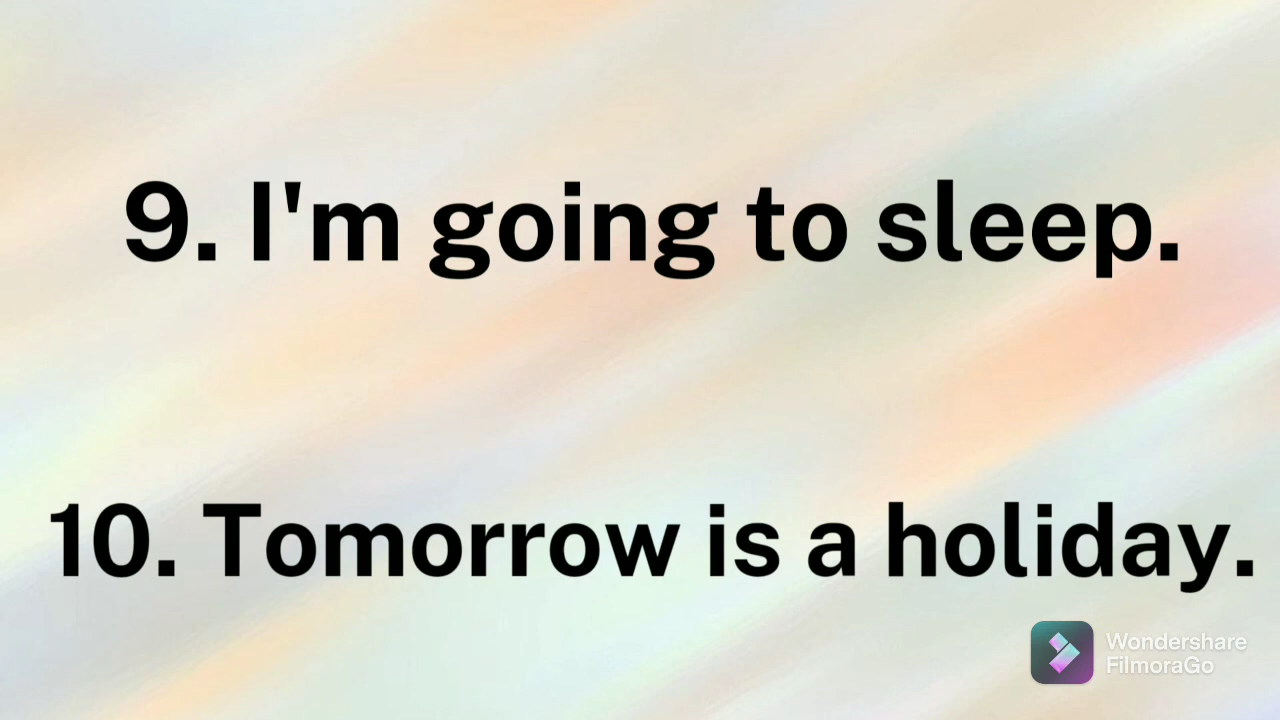 9. I'm going to sleep.
10. Tomorrow is a holiday.
Wondershare
FilmoraGo